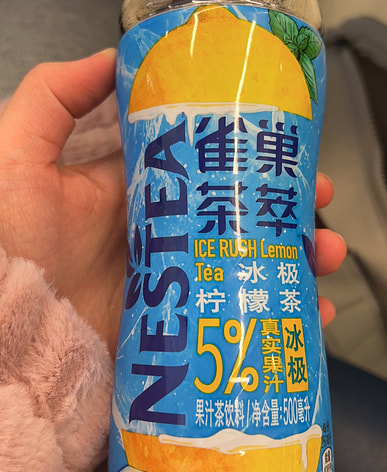 NESTEA
雀巢
茶萃
ICE RUSH Lemon
Tea 冰极
柠檬茶
5%
真实果汁
冰极
果汁茶饮料/净含量:500毫升